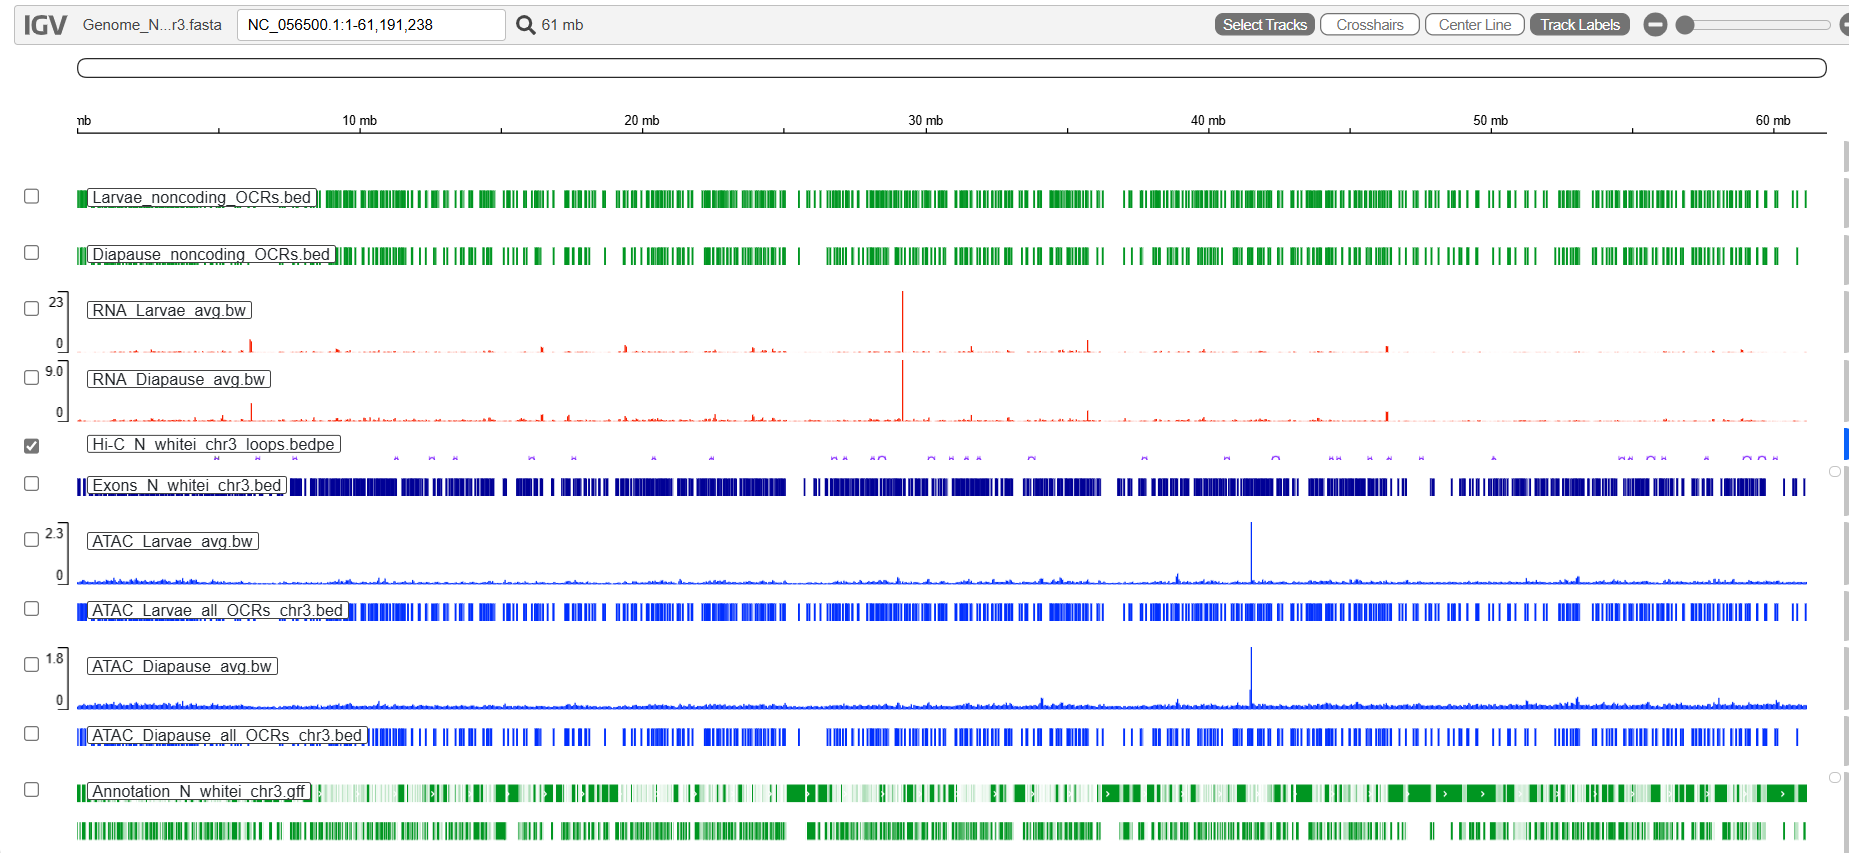 IGV Genome_N...r3.fasta NC_056500.1:1-61,191,238 61 mb Select Tracks Crosshairs Center Line Track Labels
mb 10 mb 20 mb 30 mb 40 mb 50 mb 60 mb
Larvae_noncoding_OCRs.bed
Diapause_noncoding_OCRs.bed
23
RNA_Larvae_avg.bw
0
9.0
RNA_Diapause_avg.bw
0
Hi-C_N_whitei_chr3_loops.bedpe
Exons_N_whitei_chr3.bed
2.3
ATAC_Larvae_avg.bw
0
ATAC_Larvae_all_OCRs_chr3.bed
1.8
ATAC_Diapause_avg.bw
0
ATAC_Diapause_all_OCRs_chr3.bed
Annotation_N_whitei_chr3.gff